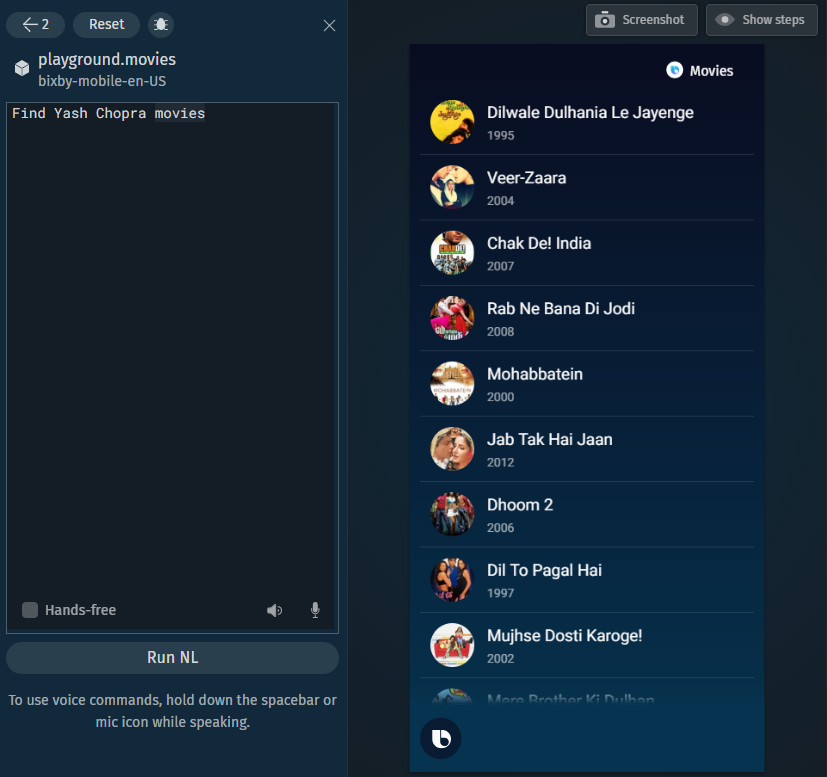 2
Reset
playground.movies
bixby-mobile-en-US
Find Yash Chopra movies
Hands-free
Run NL
To use voice commands, hold down the spacebar or
mic icon while speaking.
Screenshot
Show steps
Movies
Dilwale Dulhania Le Jayenge
1995
Veer-Zaara
2004
Chak De! India
2007
Rab Ne Bana Di Jodi
2008
Mohabbatein
2000
Jab Tak Hai Jaan
2012
Dhoom 2
2006
Dil To Pagal Hai
1997
Mujhse Dosti Karoge!
2002
Mere Brother Ki Dulhan